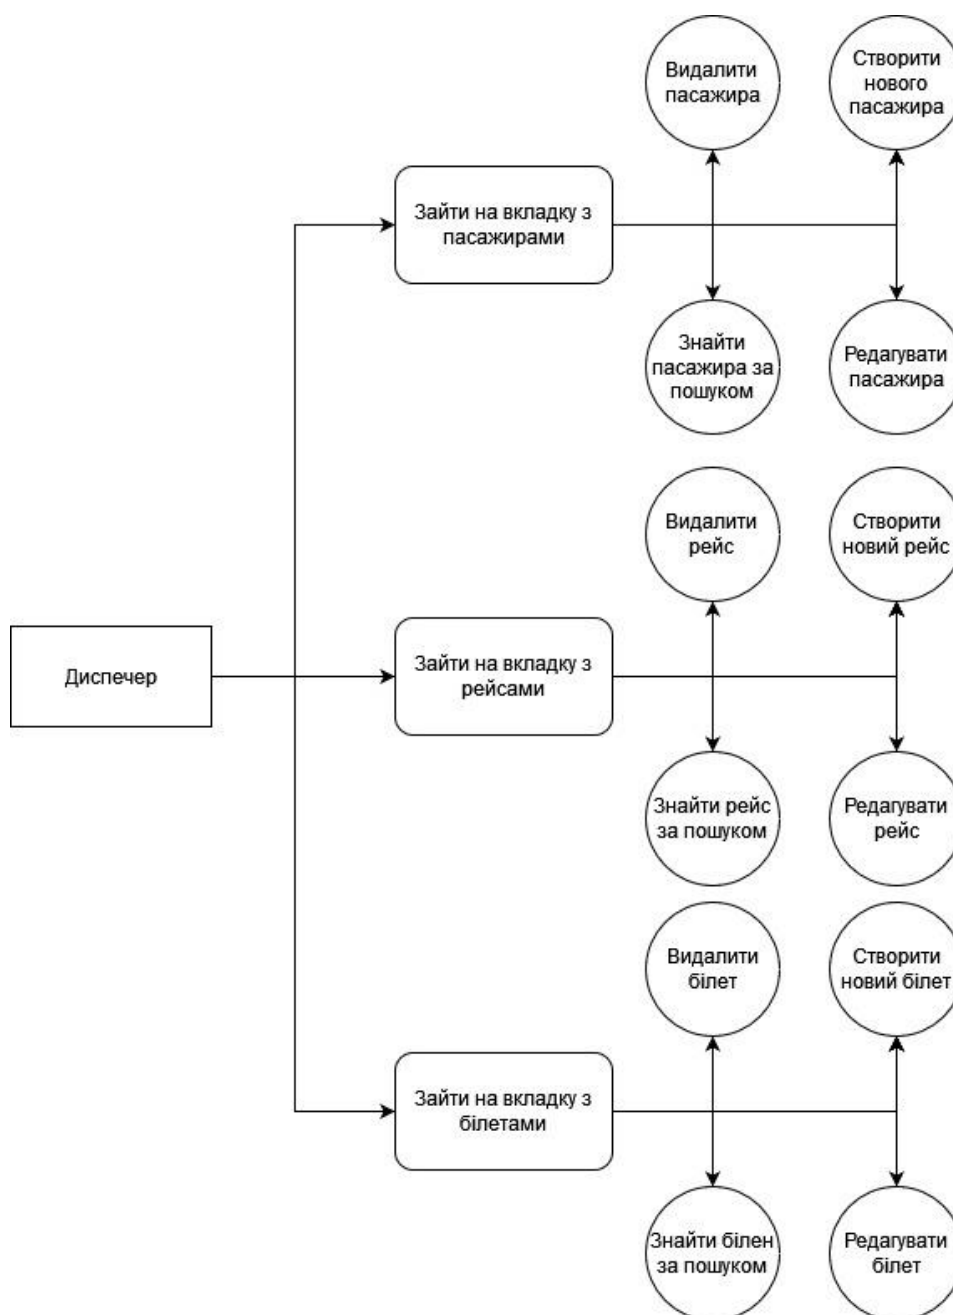 Видалити
пасажира
Створити
нового
пасажира
Зайти на вкладку з
пасажирами
Знайти
пасажира за
пошуком
Редагувати
пасажира
Видалити
рейс
Створити
новий рейс
Диспечер
Зайти на вкладку з
рейсами
Знайти рейс
за пошуком
Редагувати
рейс
Видалити
білет
Створити
новий білет
Зайти на вкладку з
білетами
Знайти білен
за пошуком
Редагувати
білет